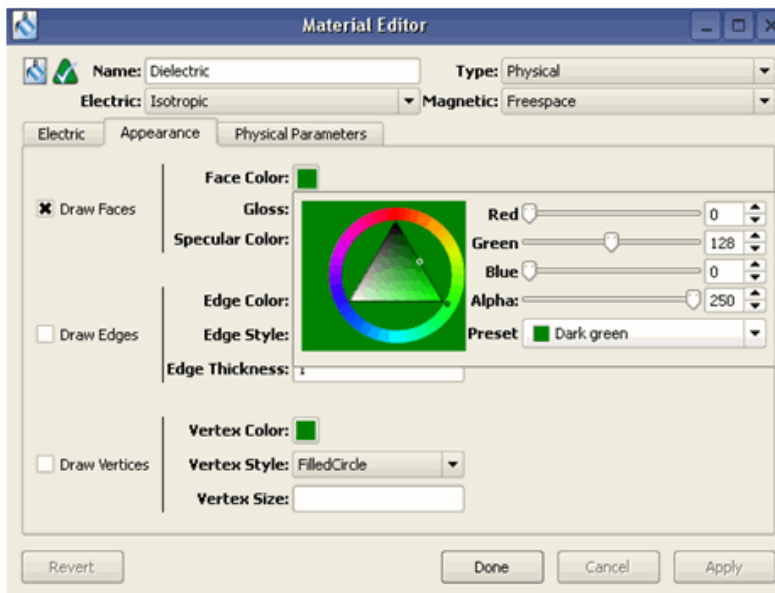 Material Editor
Name: Dielectric Type: Physical
Electric: Isotropic Magnetic: Freespace
Electric Appearance Physical Parameters
Face Color:
Draw Faces Gloss: Red 0
Specular Color: Green 128
Blue 0
Edge Color: Alpha: 250
Draw Edges Edge Style: Preset Dark green
Edge Thickness: 1
Vertex Color:
Draw Vertices Vertex Style: FilledCircle
Vertex Size:
Revert Done Cancel Apply